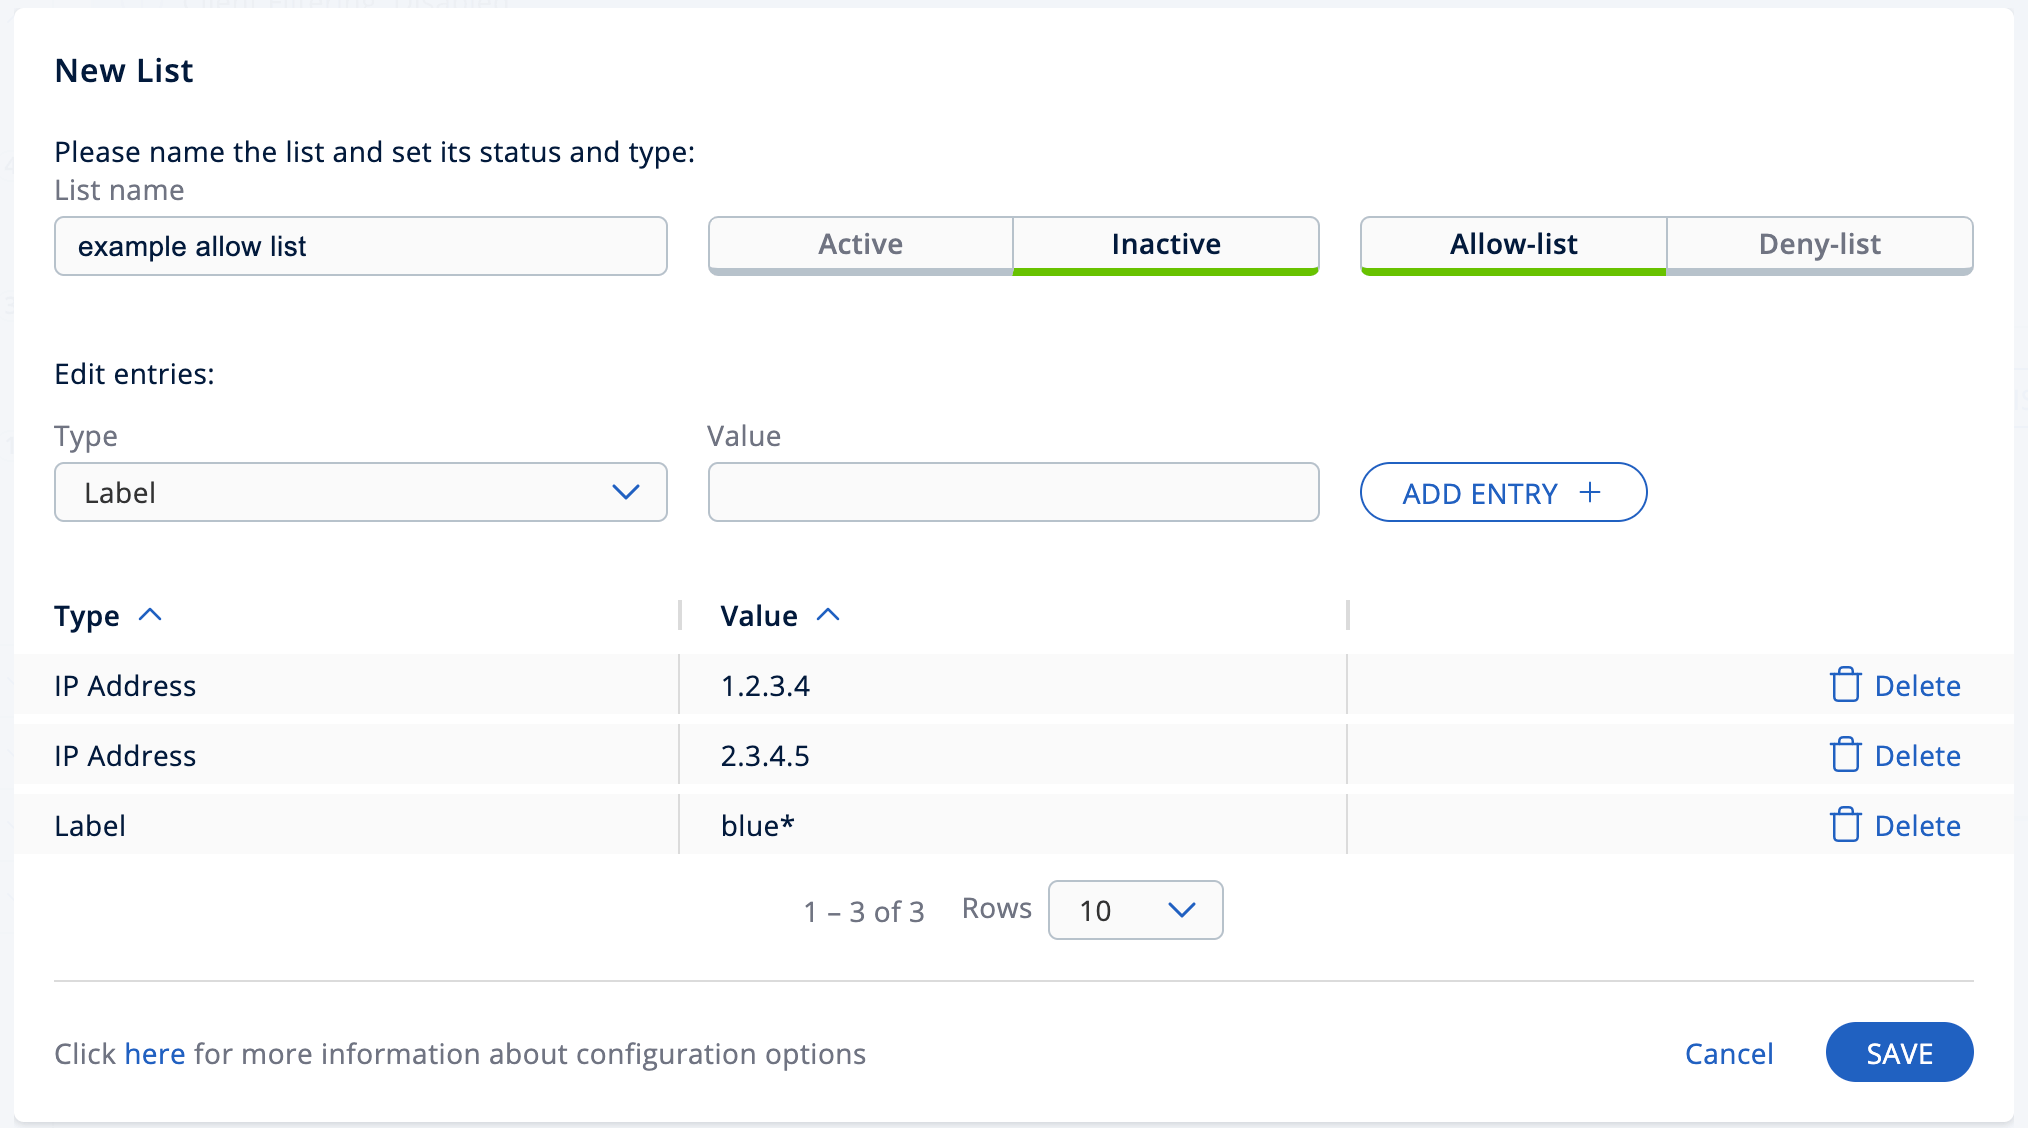 New List
Please name the list and set its status and type:
List name
example allow list
Active
Inactive
Allow-list
Deny-list
Edit entries:
Type
Value
Label
ADD ENTRY +
Type
Value
IP Address
1.2.3.4
Delete
IP Address
2.3.4.5
Delete
Label
blue*
Delete
1 – 3 of 3
Rows
10
Click here for more information about configuration options
Cancel
SAVE